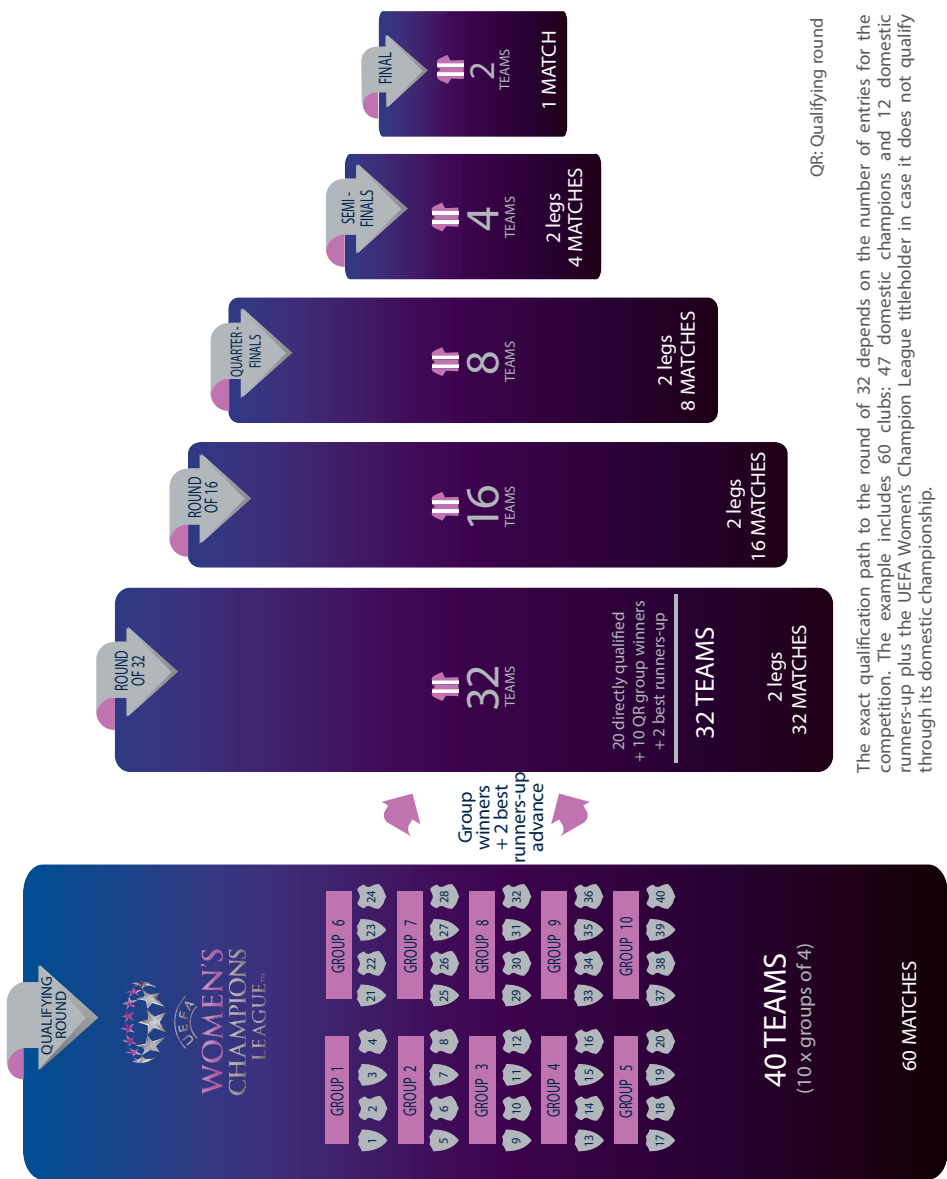 QUALIFYING
ROUND
UEFA
WOMEN'S
CHAMPIONS
LEAGUE™
GROUP 1
1 2 3 4
GROUP 2
5 6 7 8
GROUP 3
9 10 11 12
GROUP 4
13 14 15 16
GROUP 5
17 18 19 20
GROUP 6
21 22 23 24
GROUP 7
25 26 27 28
GROUP 8
29 30 31 32
GROUP 9
33 34 35 36
GROUP 10
37 38 39 40
40 TEAMS
(10 x groups of 4)
60 MATCHES
Group
winners
+ 2 best
runners-up
advance
ROUND
OF 32
32
TEAMS
20 directly qualified
+ 10 QR group winners
+ 2 best runners-up
32 TEAMS
2 legs
32 MATCHES
ROUND
OF 16
16
TEAMS
2 legs
16 MATCHES
QUARTER-
FINALS
8
TEAMS
2 legs
8 MATCHES
SEMI-
FINALS
4
TEAMS
2 legs
4 MATCHES
FINAL
2
TEAMS
1 MATCH
QR: Qualifying round
The exact qualification path to the round of 32 depends on the number of entries for the
competition. The example includes 60 clubs: 47 domestic champions and 12 domestic
runners-up plus the UEFA Women's Champion League titleholder in case it does not qualify
through its domestic championship.